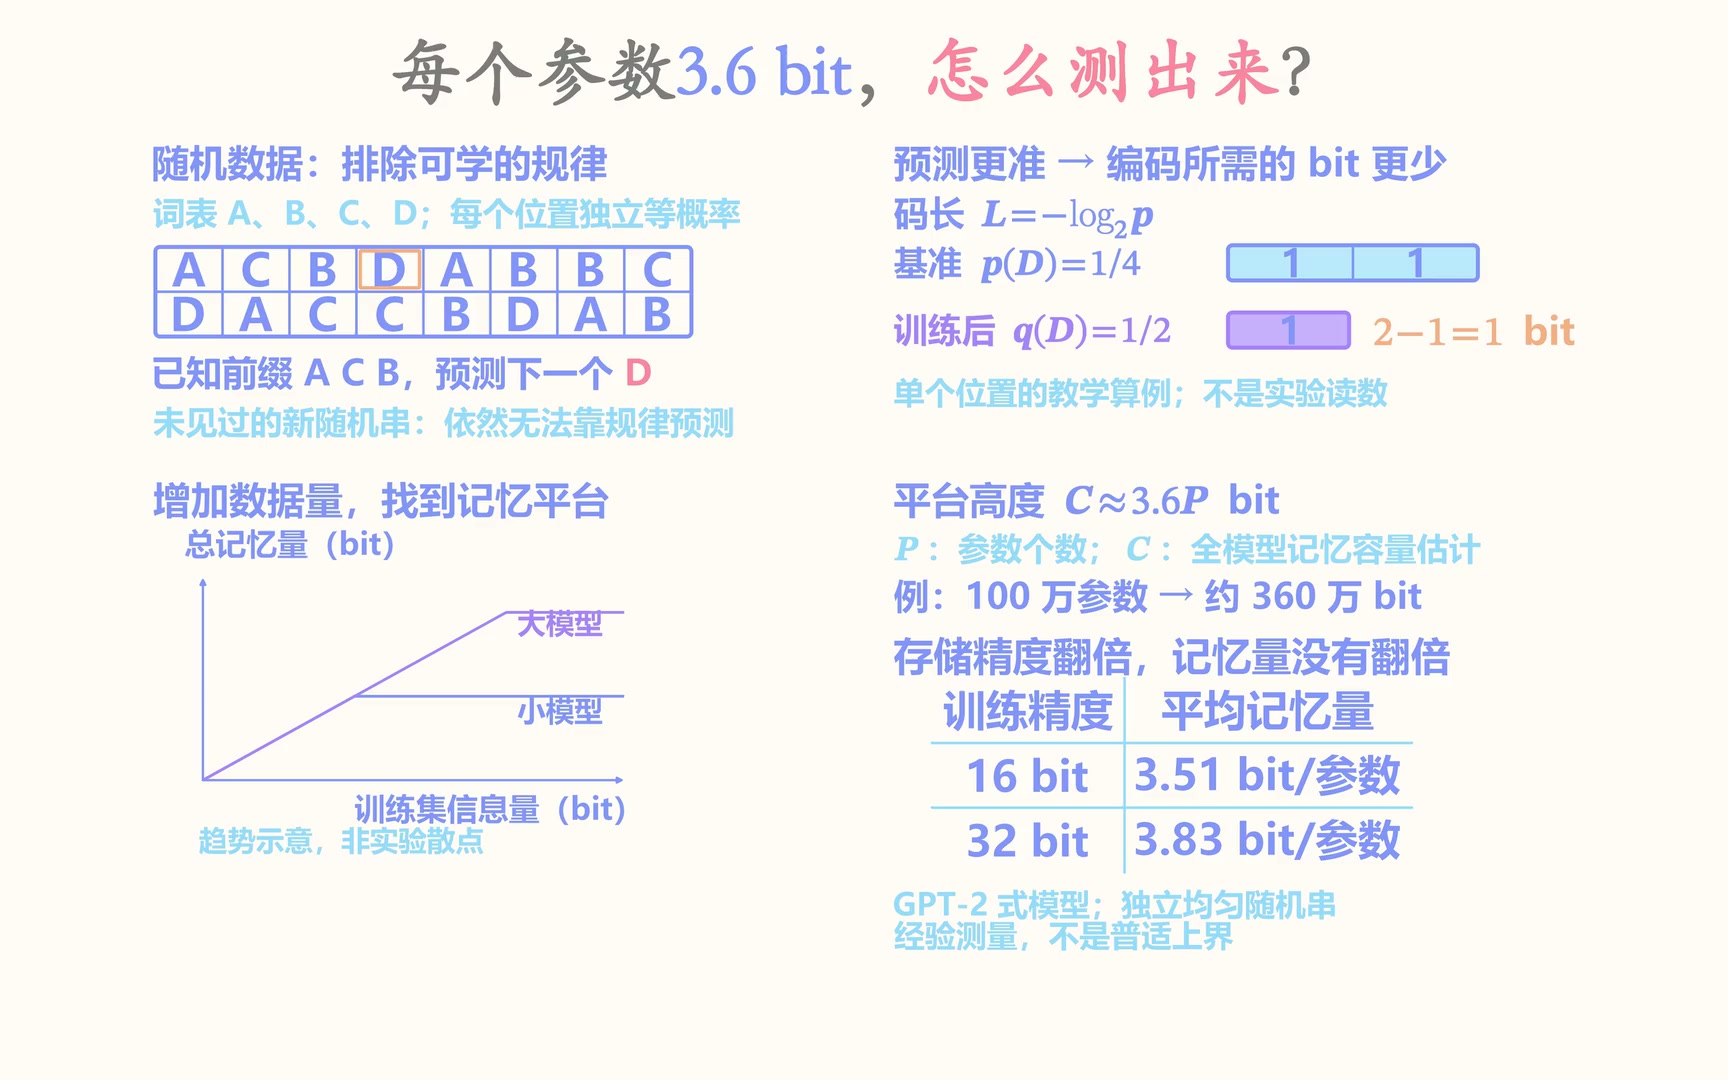 每个参数3.6 bit，怎么测出来?
随机数据：排除可学的规律
词表 A、B、C、D；每个位置独立等概率
A C B D A B B C
D A C C B D A B
已知前缀 A C B，预测下一个 D
未见过的新随机串：依然无法靠规律预测
预测更准 → 编码所需的 bit 更少
码长 L=−log₂p
基准 p(D)=1/4 1 1
训练后 q(D)=1/2 1 2−1=1 bit
单个位置的教学算例；不是实验读数
增加数据量，找到记忆平台
总记忆量（bit）
大模型
小模型
训练集信息量（bit）
趋势示意，非实验散点
平台高度 C≈3.6P bit
P：参数个数；C：全模型记忆容量估计
例：100 万参数 → 约 360 万 bit
存储精度翻倍，记忆量没有翻倍
训练精度 平均记忆量
16 bit 3.51 bit/参数
32 bit 3.83 bit/参数
GPT-2 式模型；独立均匀随机串
经验测量，不是普适上界